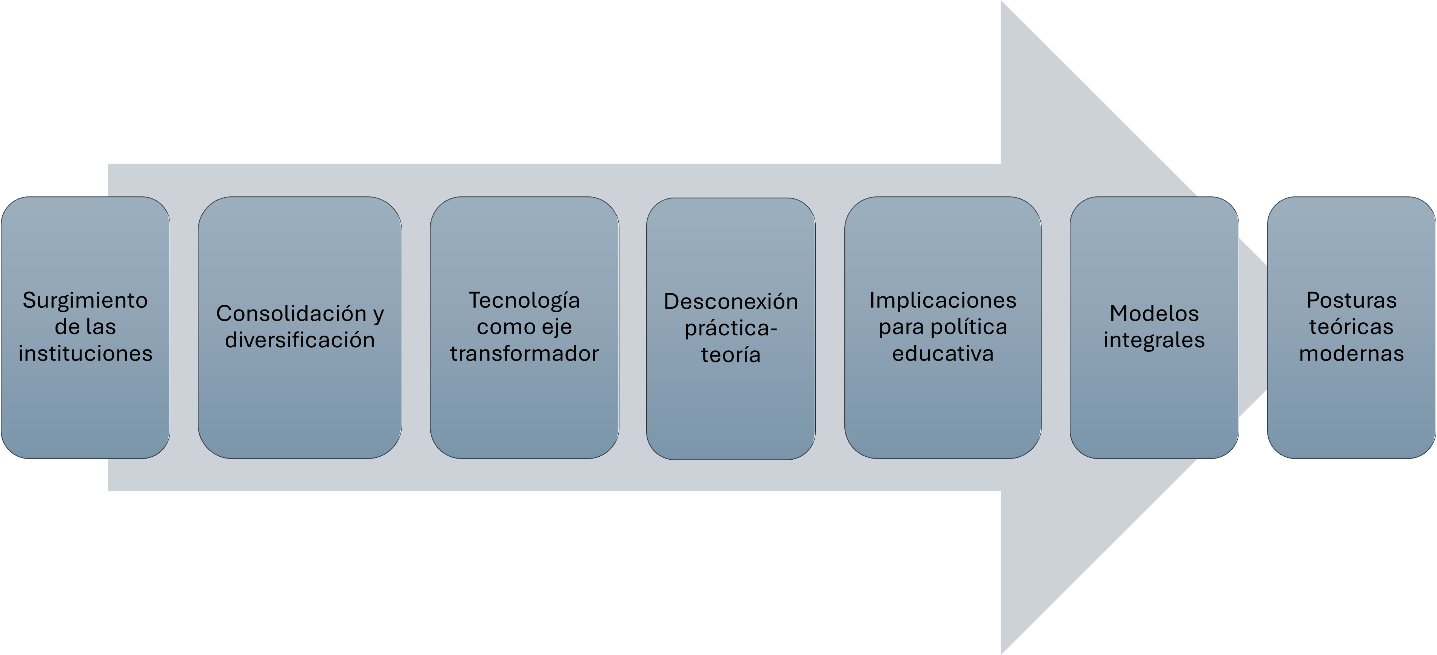 Surgimiento
de las
instituciones
Consolidación y
diversificación
Tecnología
como eje
transformador
Desconexión
práctica-
teoría
Implicaciones
para política
educativa
Modelos
integrales
Posturas
teóricas
modernas